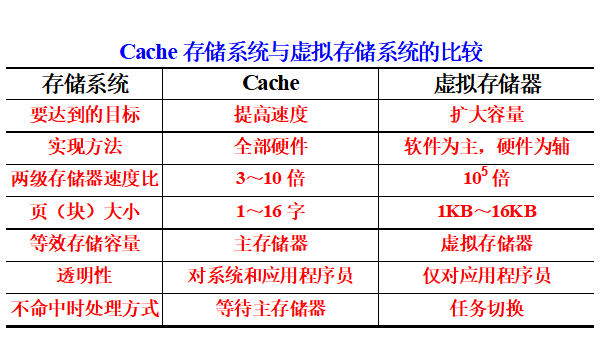 Cache 存储系统与虚拟存储系统的比较
存储系统 Cache 虚拟存储器
要达到的目标 提高速度 扩大容量
实现方法 全部硬件 软件为主，硬件为辅
两级存储器速度比 3～10 倍 10⁵ 倍
页（块）大小 1～16 字 1KB～16KB
等效存储容量 主存储器 虚拟存储器
透明性 对系统和应用程序员 仅对应用程序员
不命中时处理方式 等待主存储器 任务切换